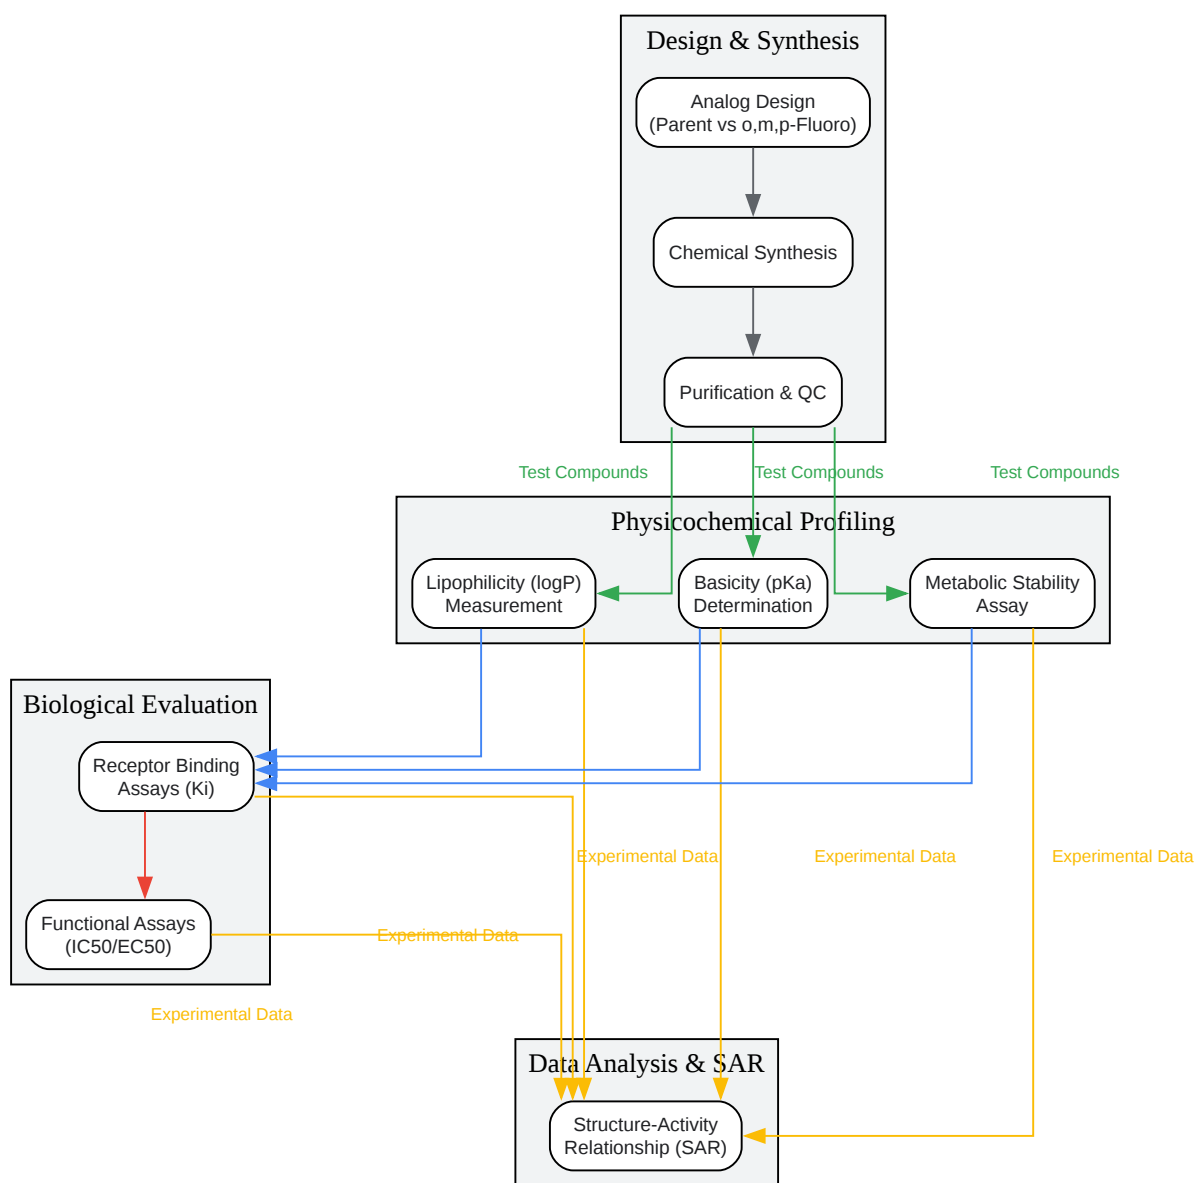 Design & Synthesis
Analog Design
(Parent vs o,m,p-Fluoro)
Chemical Synthesis
Purification & QC
Test Compounds
Test Compounds
Test Compounds
Physicochemical Profiling
Lipophilicity (logP)
Measurement
Basicity (pKa)
Determination
Metabolic Stability
Assay
Biological Evaluation
Receptor Binding
Assays (Ki)
Experimental Data
Experimental Data
Experimental Data
Functional Assays
(IC50/EC50)
Experimental Data
Experimental Data
Data Analysis & SAR
Structure-Activity
Relationship (SAR)